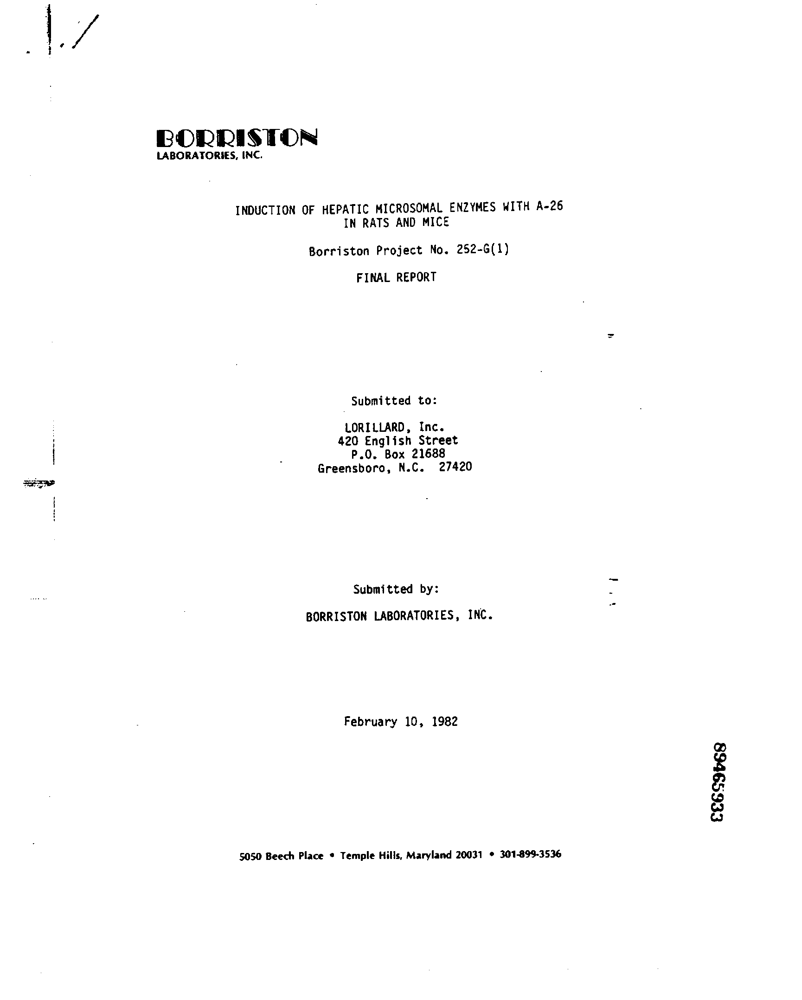 BORRISTON
LABORATORIES, INC.
INDUCTION OF HEPATIC MICROSOMAL ENZYMES WITH A-26
IN RATS AND MICE
Borriston Project No. 252-G(1)
FINAL REPORT
Submitted to:
LORILLARD, Inc.
420 English Street
P.O. Box 21688
Greensboro, N.C. 27420
Submitted by:
BORRISTON LABORATORIES, INC.
February 10, 1982
89465933
5050 Beech Place • Temple Hills, Maryland 20031 • 301-899-3536